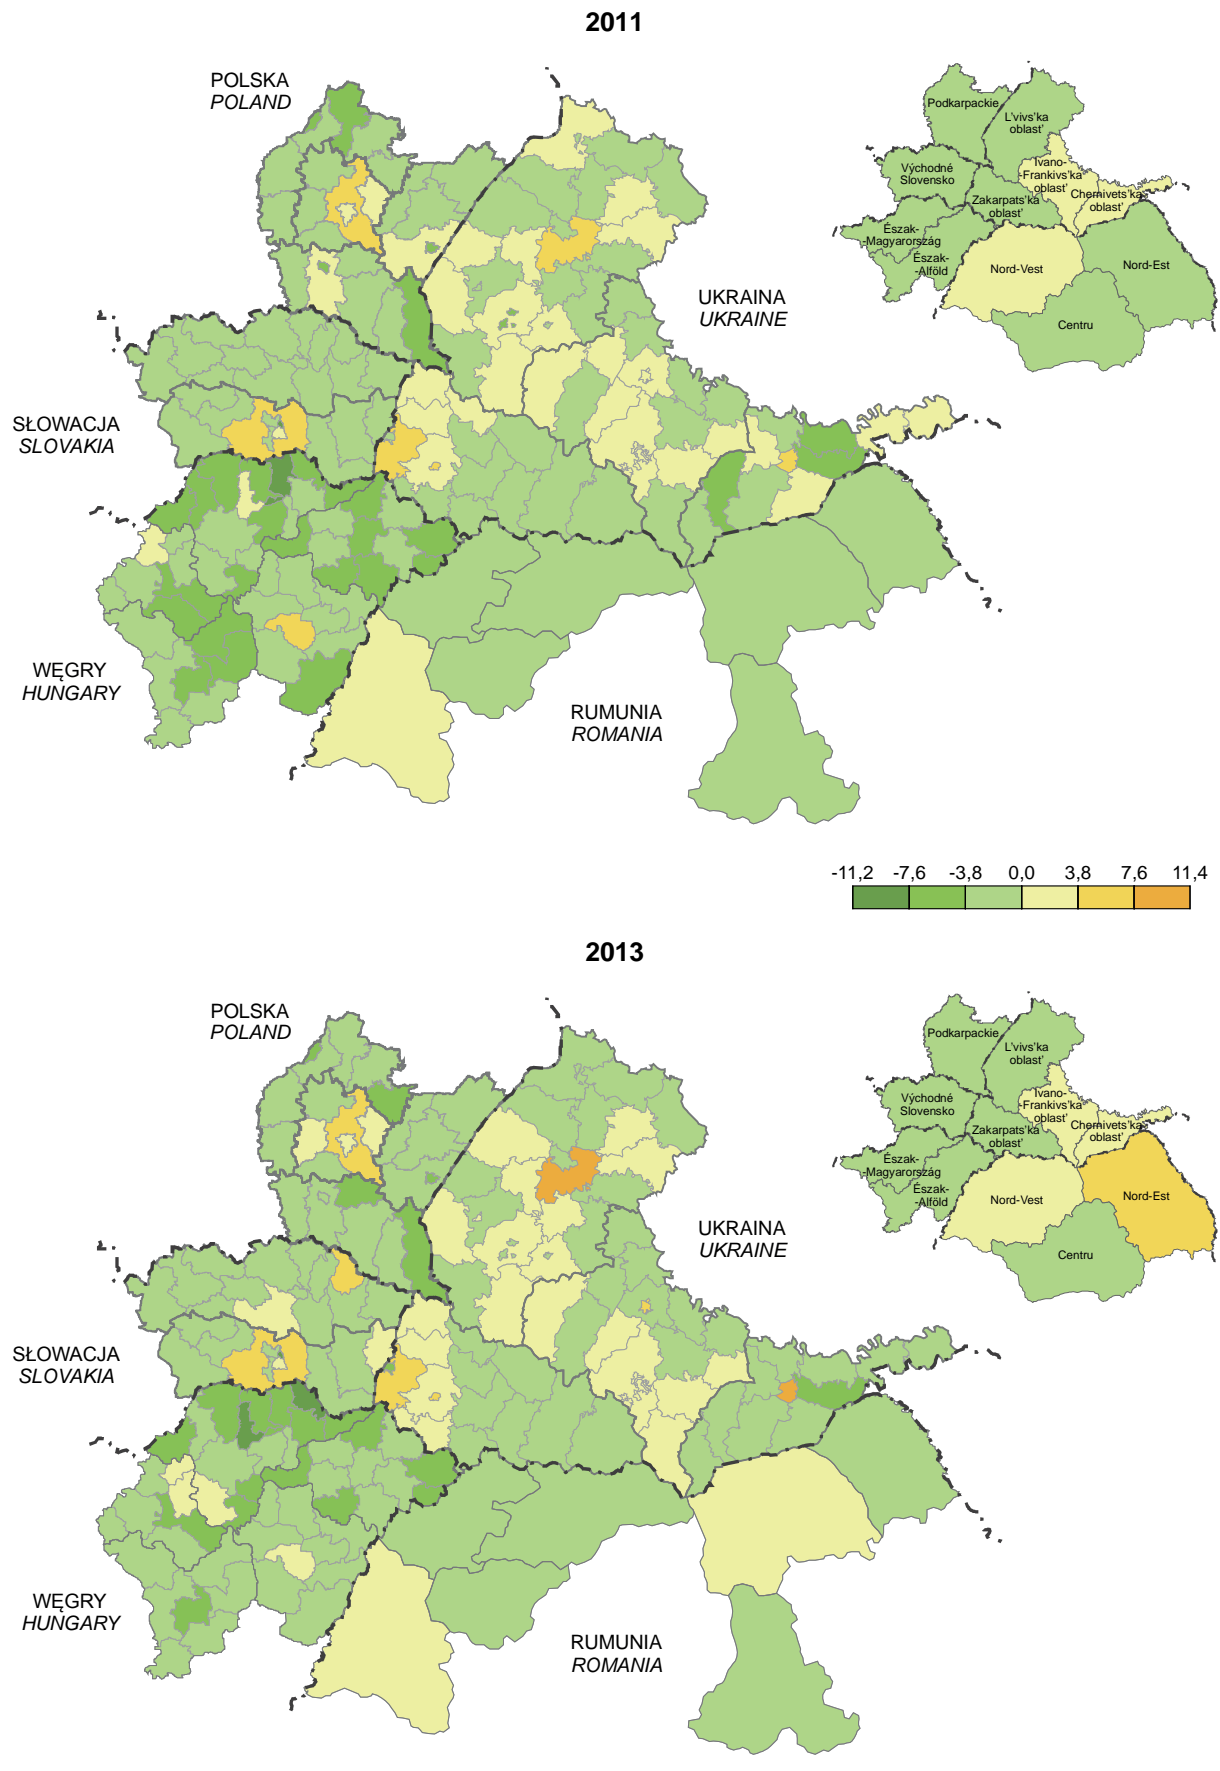 2011
POLSKA
POLAND
Podkarpackie
L'vivs'ka
oblast'
Východné
Slovensko
Ivano-
-Frankivs'ka
oblast'
Zakarpats'ka
oblast'
Chernivets'ka
oblast'
Észak-
-Magyarország
Észak-
-Alföld
Nord-Vest
Nord-Est
Centru
UKRAINA
UKRAINE
SŁOWACJA
SLOVAKIA
WĘGRY
HUNGARY
RUMUNIA
ROMANIA
-11,2 -7,6 -3,8 0,0 3,8 7,6 11,4
2013
POLSKA
POLAND
Podkarpackie
L'vivs'ka
oblast'
Východné
Slovensko
Ivano-
-Frankivs'ka
oblast'
Zakarpats'ka
oblast'
Chernivets'ka
oblast'
Észak-
-Magyarország
Észak-
-Alföld
Nord-Vest
Nord-Est
Centru
UKRAINA
UKRAINE
SŁOWACJA
SLOVAKIA
WĘGRY
HUNGARY
RUMUNIA
ROMANIA